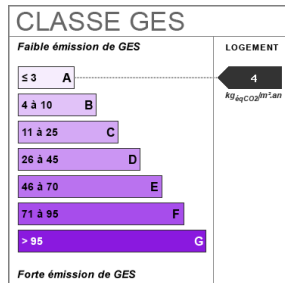 CLASSE GES
Faible émission de GES
LOGEMENT
≤ 3 A
4
kgéqCO2/m².an
4 à 10 B
11 à 25 C
26 à 45 D
46 à 70 E
71 à 95 F
> 95 G
Forte émission de GES